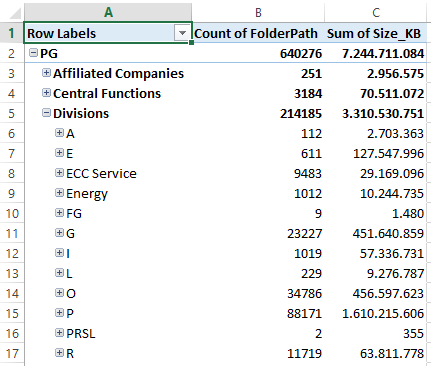 A B C
1 Row Labels Count of FolderPath Sum of Size_KB
2 PG 640276 7.244.711.084
3 Affiliated Companies 251 2.956.575
4 Central Functions 3184 70.511.072
5 Divisions 214185 3.310.530.751
6 A 112 2.703.363
7 E 611 127.547.996
8 ECC Service 9483 29.169.096
9 Energy 1012 10.244.735
10 FG 9 1.480
11 G 23227 451.640.859
12 I 1019 57.336.731
13 L 229 9.276.787
14 O 34786 456.597.623
15 P 88171 1.610.215.606
16 PRSL 2 355
17 R 11719 63.811.778